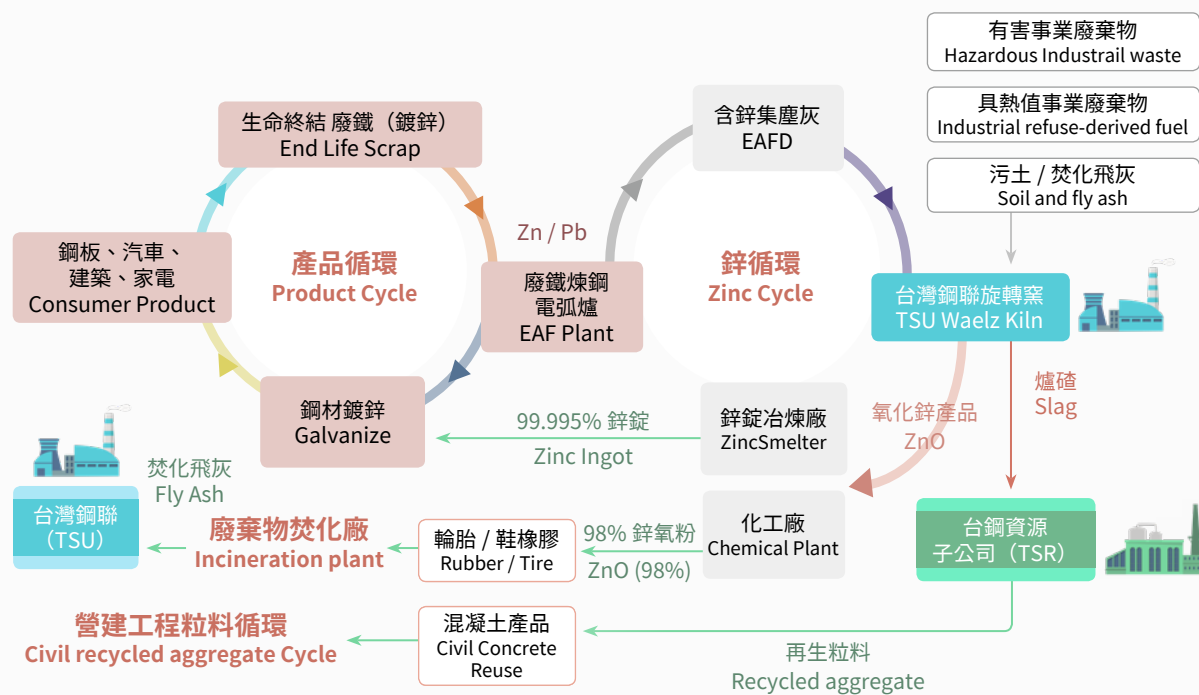 有害事業廢棄物
Hazardous Industrail waste
具熱值事業廢棄物
Industrial refuse-derived fuel
污土 / 焚化飛灰
Soil and fly ash
生命終結 廢鐵（鍍鋅）
End Life Scrap
含鋅集塵灰
EAFD
鋼板、汽車、
建築、家電
Consumer Product
產品循環
Product Cycle
Zn / Pb
廢鐵煉鋼
電弧爐
EAF Plant
鋅循環
Zinc Cycle
台灣鋼聯旋轉窯
TSU Waelz Kiln
鋼材鍍鋅
Galvanize
99.995% 鋅錠
Zinc Ingot
鋅錠冶煉廠
ZincSmelter
氧化鋅產品
ZnO
爐碴
Slag
焚化飛灰
Fly Ash
台灣鋼聯
（TSU）
廢棄物焚化廠
Incineration plant
輪胎 / 鞋橡膠
Rubber / Tire
98% 鋅氧粉
ZnO (98%)
化工廠
Chemical Plant
台鋼資源
子公司（TSR）
營建工程粒料循環
Civil recycled aggregate Cycle
混凝土產品
Civil Concrete
Reuse
再生粒料
Recycled aggregate